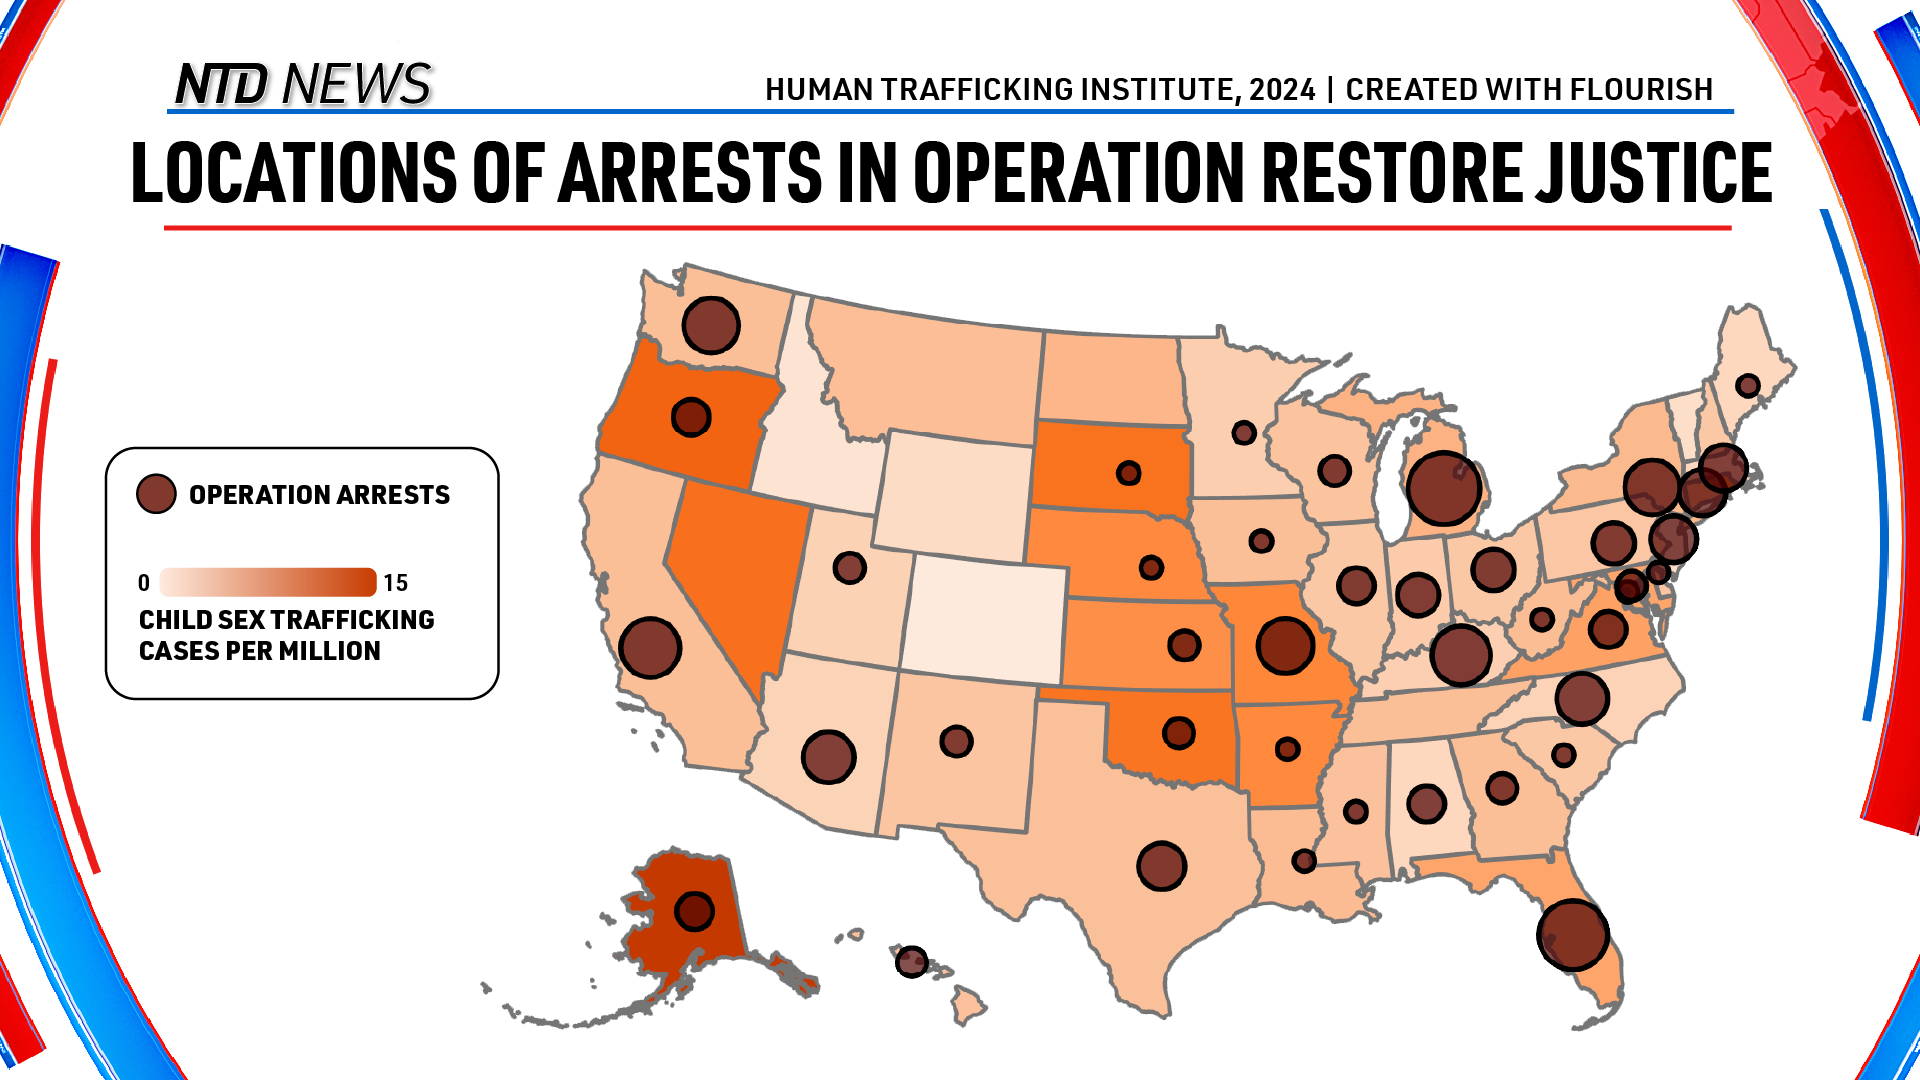 NTD NEWS
HUMAN TRAFFICKING INSTITUTE, 2024 | CREATED WITH FLOURISH
LOCATIONS OF ARRESTS IN OPERATION RESTORE JUSTICE
OPERATION ARRESTS
0 15
CHILD SEX TRAFFICKING
CASES PER MILLION